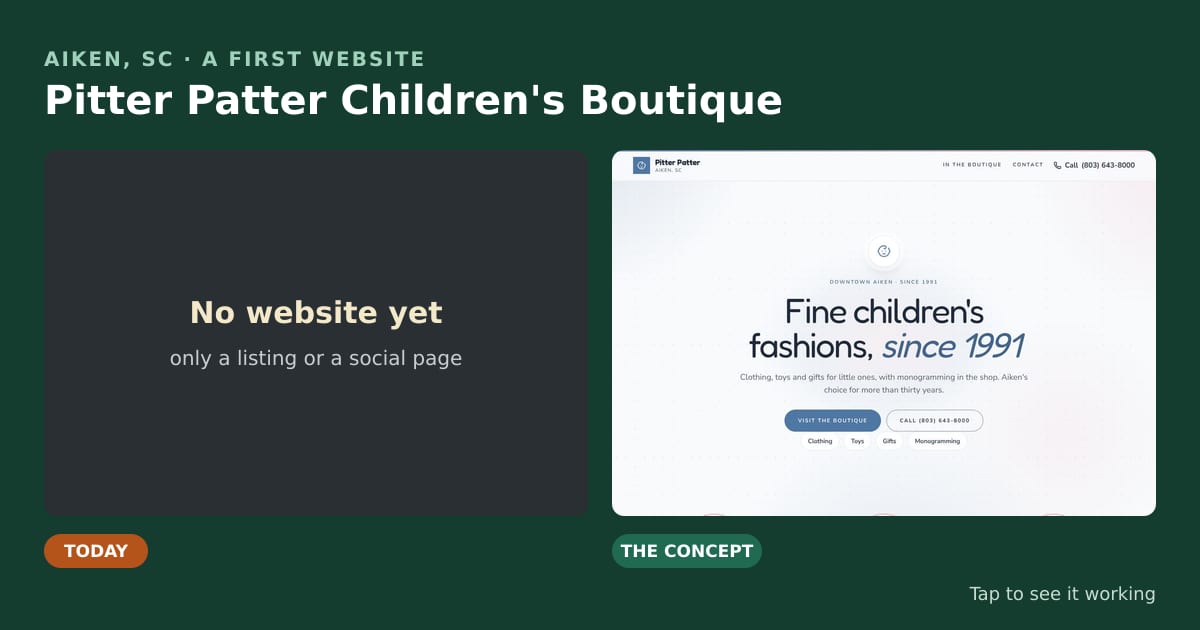 AIKEN, SC · A FIRST WEBSITE
Pitter Patter Children's Boutique
No website yet
only a listing or a social page
Pitter Patter
AIKEN, SC
IN THE BOUTIQUE
CONTACT
Call (803) 643-8000
DOWNTOWN AIKEN · SINCE 1991
Fine children's
fashions, since 1991
Clothing, toys and gifts for little ones, with monogramming in the shop. Aiken's
choice for more than thirty years.
VISIT THE BOUTIQUE
CALL (803) 643-8000
Clothing
Toys
Gifts
Monogramming
TODAY
THE CONCEPT
Tap to see it working